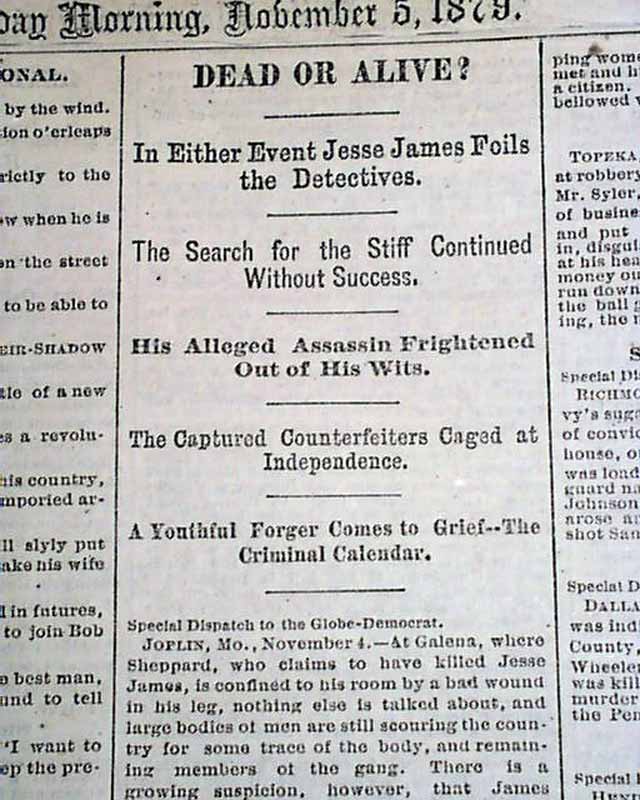 day Morning, November 5, 1879.
ONAL.
by the wind.
tion o'erleaps
rictly to the
ow when he is
on the street
to be able to
EIR-SHADOW
tle of a new
es a revolu-
his country,
mported ar-
ll slyly put
ake his wife
d in futures,
to join Bob
e best man,
und to tell
"I want to
ep the pre-
DEAD OR ALIVE?
In Either Event Jesse James Foils
the Detectives.
The Search for the Stiff Continued
Without Success.
His Alleged Assassin Frightened
Out of His Wits.
The Captured Counterfeiters Caged at
Independence.
A Youthful Forger Comes to Grief--The
Criminal Calendar.
Special Dispatch to the Globe-Democrat.
JOPLIN, Mo., November 4.—At Galena, where
Sheppard, who claims to have killed Jesse
James, is confined to his room by a bad wound
in his leg, nothing else is talked about, and
large bodies of men are still scouring the coun-
try for some trace of the body, and remain-
ing members of the gang. There is a
growing suspicion, however, that James
ping wome
met and h
a citizen.
bellowed
TOPEKA,
at robbery
Mr. Syler,
of busine
and put
in, disgui
at his hea
money ou
run down
the ball g
ing, the r
S
Special Di
RICHMO
vy's suga
of convic
house, o
was load
guard na
Johnson
arose a
shot San
Special D
DALLA
was ind
County,
Wheeler
was kill
murder
the Pen
Special
HEND